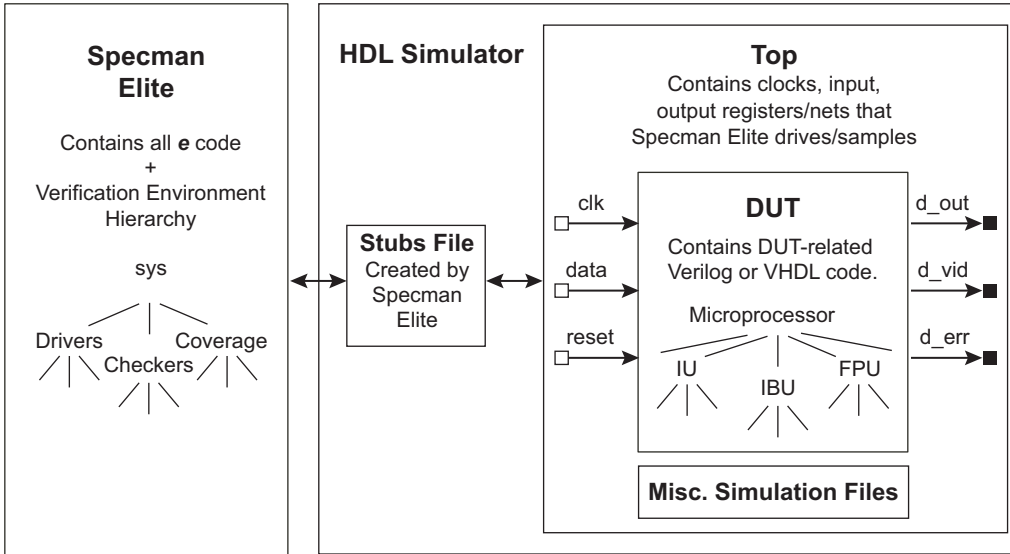 Specman
Elite
Contains all e code
+
Verification Environment
Hierarchy
sys
Drivers
Checkers
Coverage
HDL Simulator
Stubs File
Created by
Specman
Elite
Top
Contains clocks, input,
output registers/nets that
Specman Elite drives/samples
clk
data
reset
DUT
Contains DUT-related
Verilog or VHDL code.
Microprocessor
IU
IBU
FPU
d_out
d_vid
d_err
Misc. Simulation Files